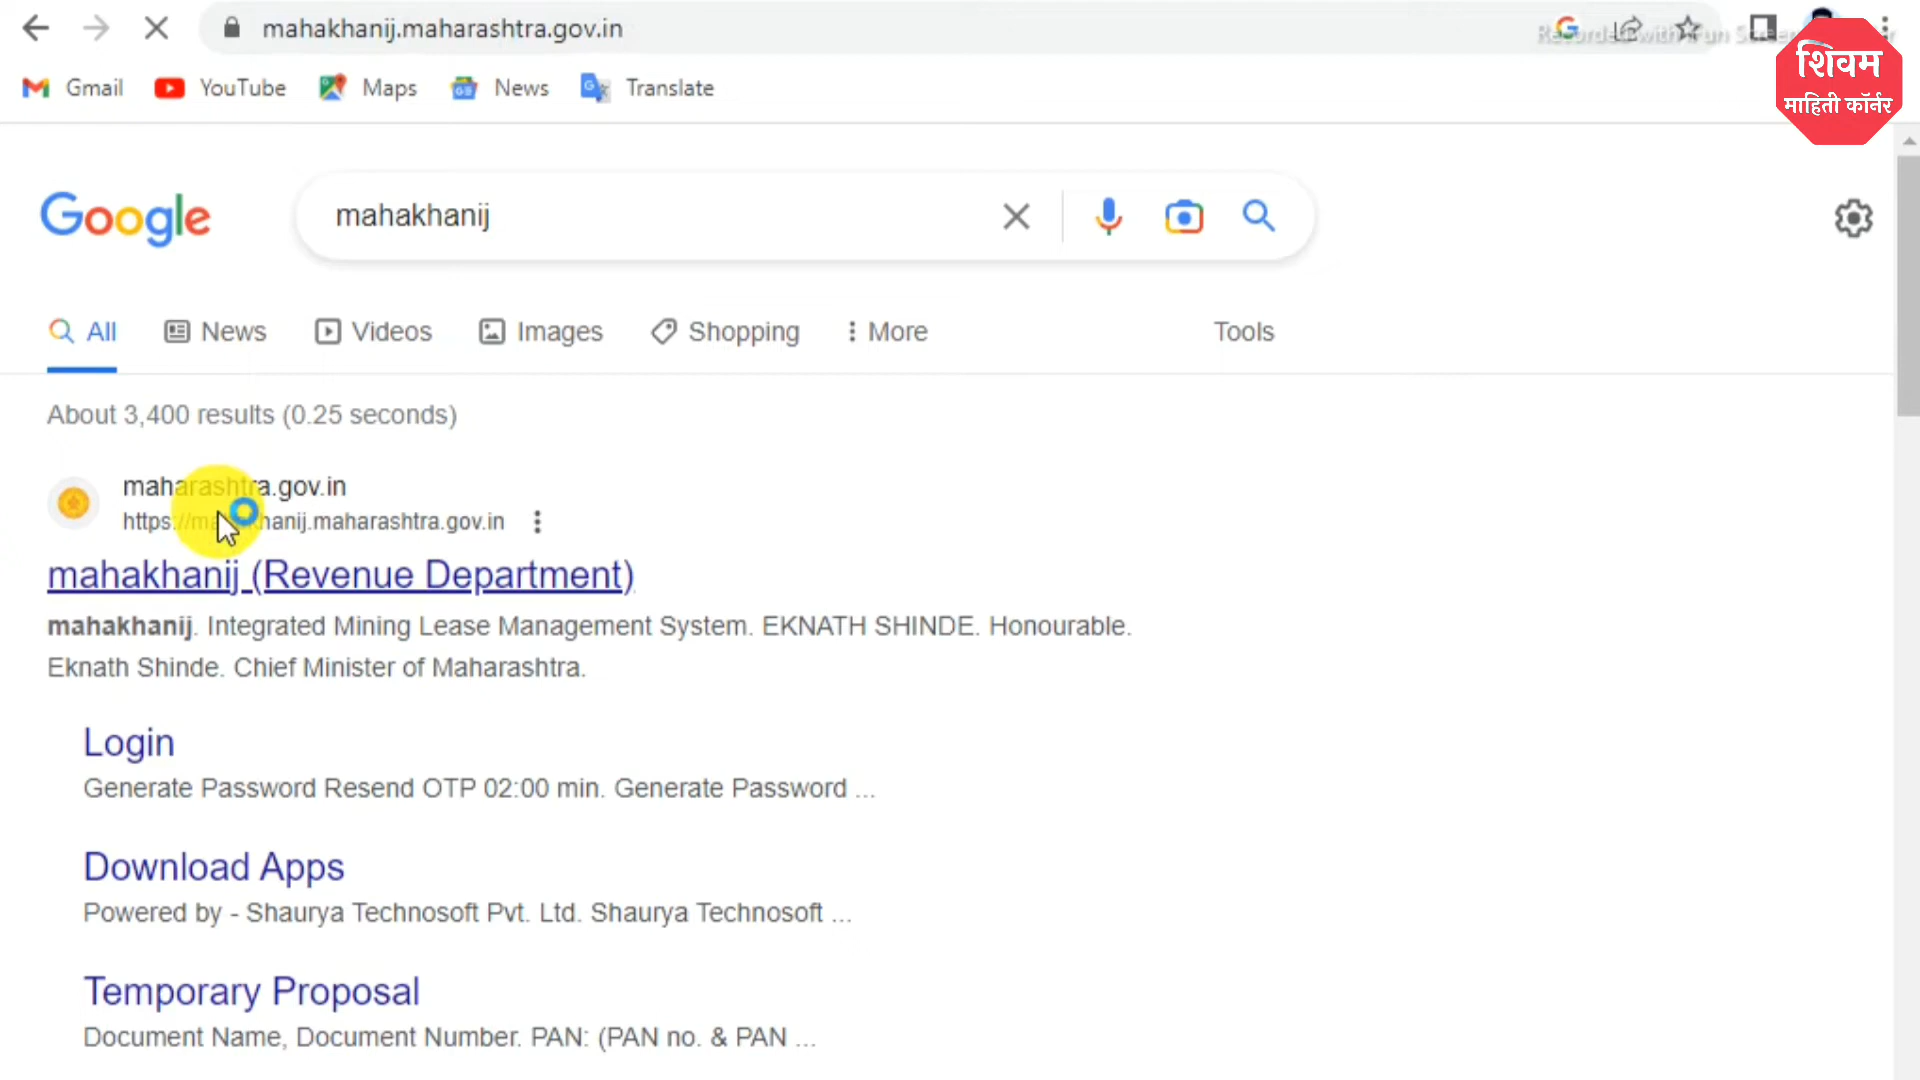 mahakhanij.maharashtra.gov.in
Gmail YouTube Maps News Translate
शिवम
माहिती कॉर्नर
Google mahakhanij
All News Videos Images Shopping More Tools
About 3,400 results (0.25 seconds)
maharashtra.gov.in
https://mahakhanij.maharashtra.gov.in
mahakhanij (Revenue Department)
mahakhanij. Integrated Mining Lease Management System. EKNATH SHINDE. Honourable.
Eknath Shinde. Chief Minister of Maharashtra.
Login
Generate Password Resend OTP 02:00 min. Generate Password ...
Download Apps
Powered by - Shaurya Technosoft Pvt. Ltd. Shaurya Technosoft ...
Temporary Proposal
Document Name, Document Number. PAN: (PAN no. & PAN ...